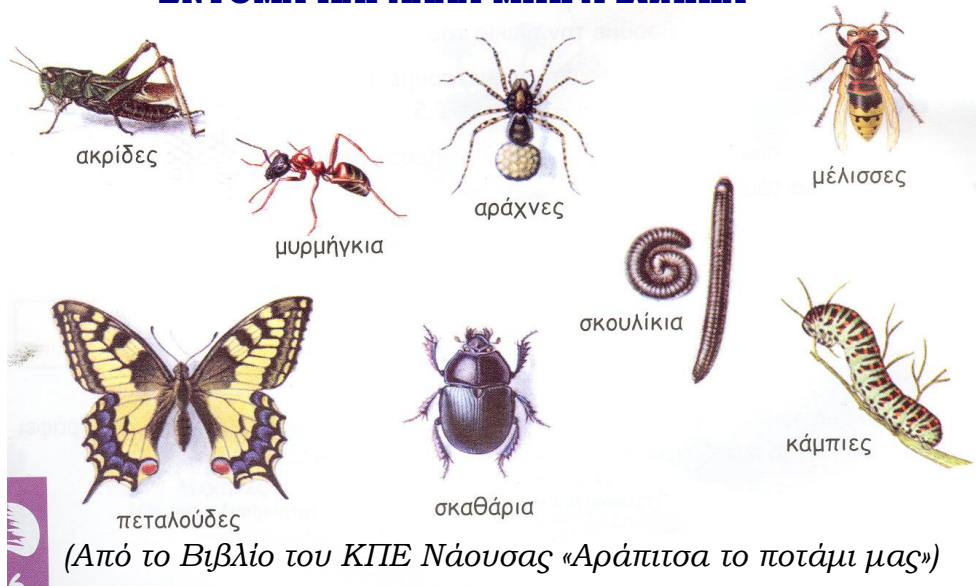 ακρίδες
μυρμήγκια
αράχνες
μέλισσες
σκουλίκια
κάμπιες
πεταλούδες
σκαθάρια
(Από το Βιβλίο του ΚΠΕ Νάουσας «Αράπιτσα το ποτάμι μας»)